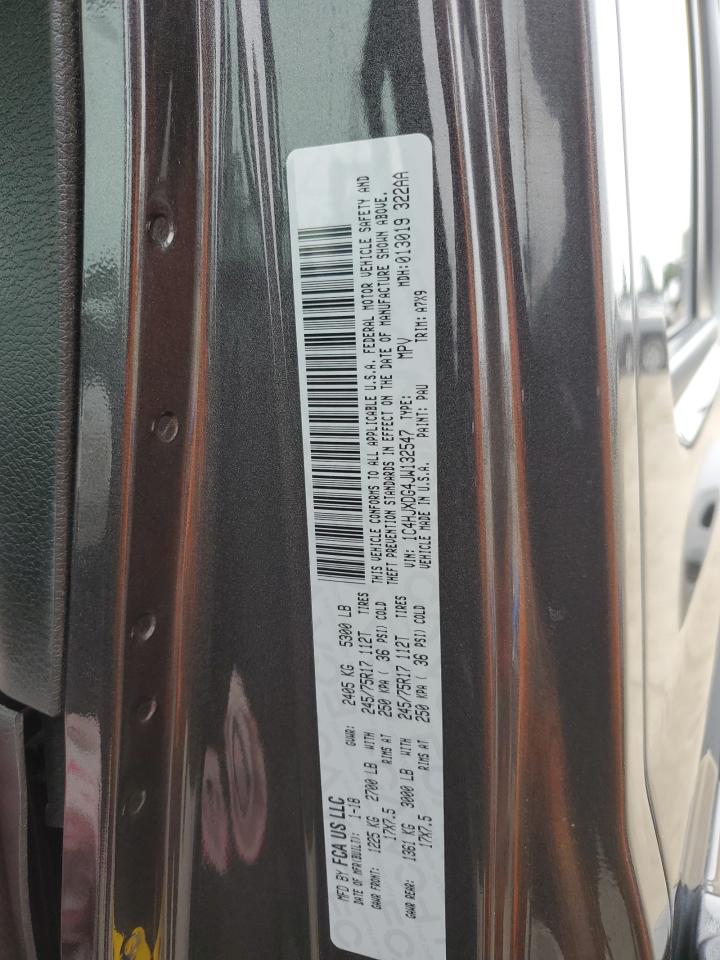 MFD BY FCA US LLC
DATE OF MFR(BUILT): 1-18 GVWR: 2405 KG 5300 LB
GAWR FRONT: 1225 KG 2700 LB WITH 245/75R17 112T TIRES
17X7.5 RIMS AT 250 KPA ( 36 PSI) COLD
GAWR REAR: 1361 KG 3000 LB WITH 245/75R17 112T TIRES
17X7.5 RIMS AT 250 KPA ( 36 PSI) COLD
THIS VEHICLE CONFORMS TO ALL APPLICABLE U.S.A. FEDERAL MOTOR VEHICLE SAFETY AND
THEFT PREVENTION STANDARDS IN EFFECT ON THE DATE OF MANUFACTURE SHOWN ABOVE.
VIN: 1C4HJXDG4JW132547 TYPE: MPV MDH:013019 322AA
VEHICLE MADE IN U.S.A. PAINT: PAU TRIM: A7X9